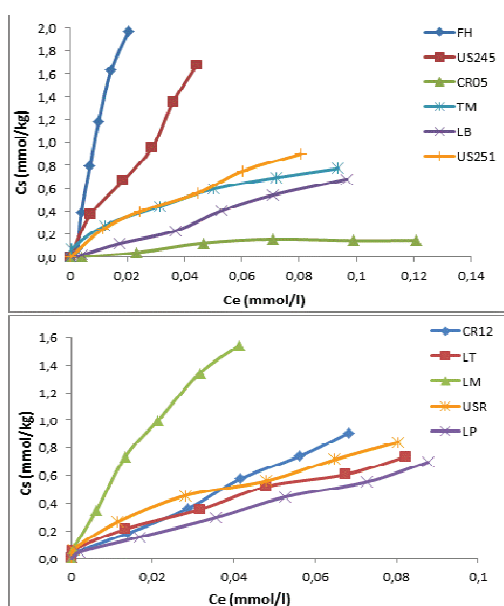 2,0
1,8
1,6
1,4
1,2
1,0
0,8
0,6
0,4
0,2
0,0
Cs (mmol/kg)
0
0,02
0,04
0,06
0,08
0,1
0,12
0,14
Ce (mmol/l)
FH
US245
CR05
TM
LB
US251
1,6
1,4
1,2
1,0
0,8
0,6
0,4
0,2
0,0
Cs (mmol/kg)
0
0,02
0,04
0,06
0,08
0,1
Ce (mmol/l)
CR12
LT
LM
USR
LP